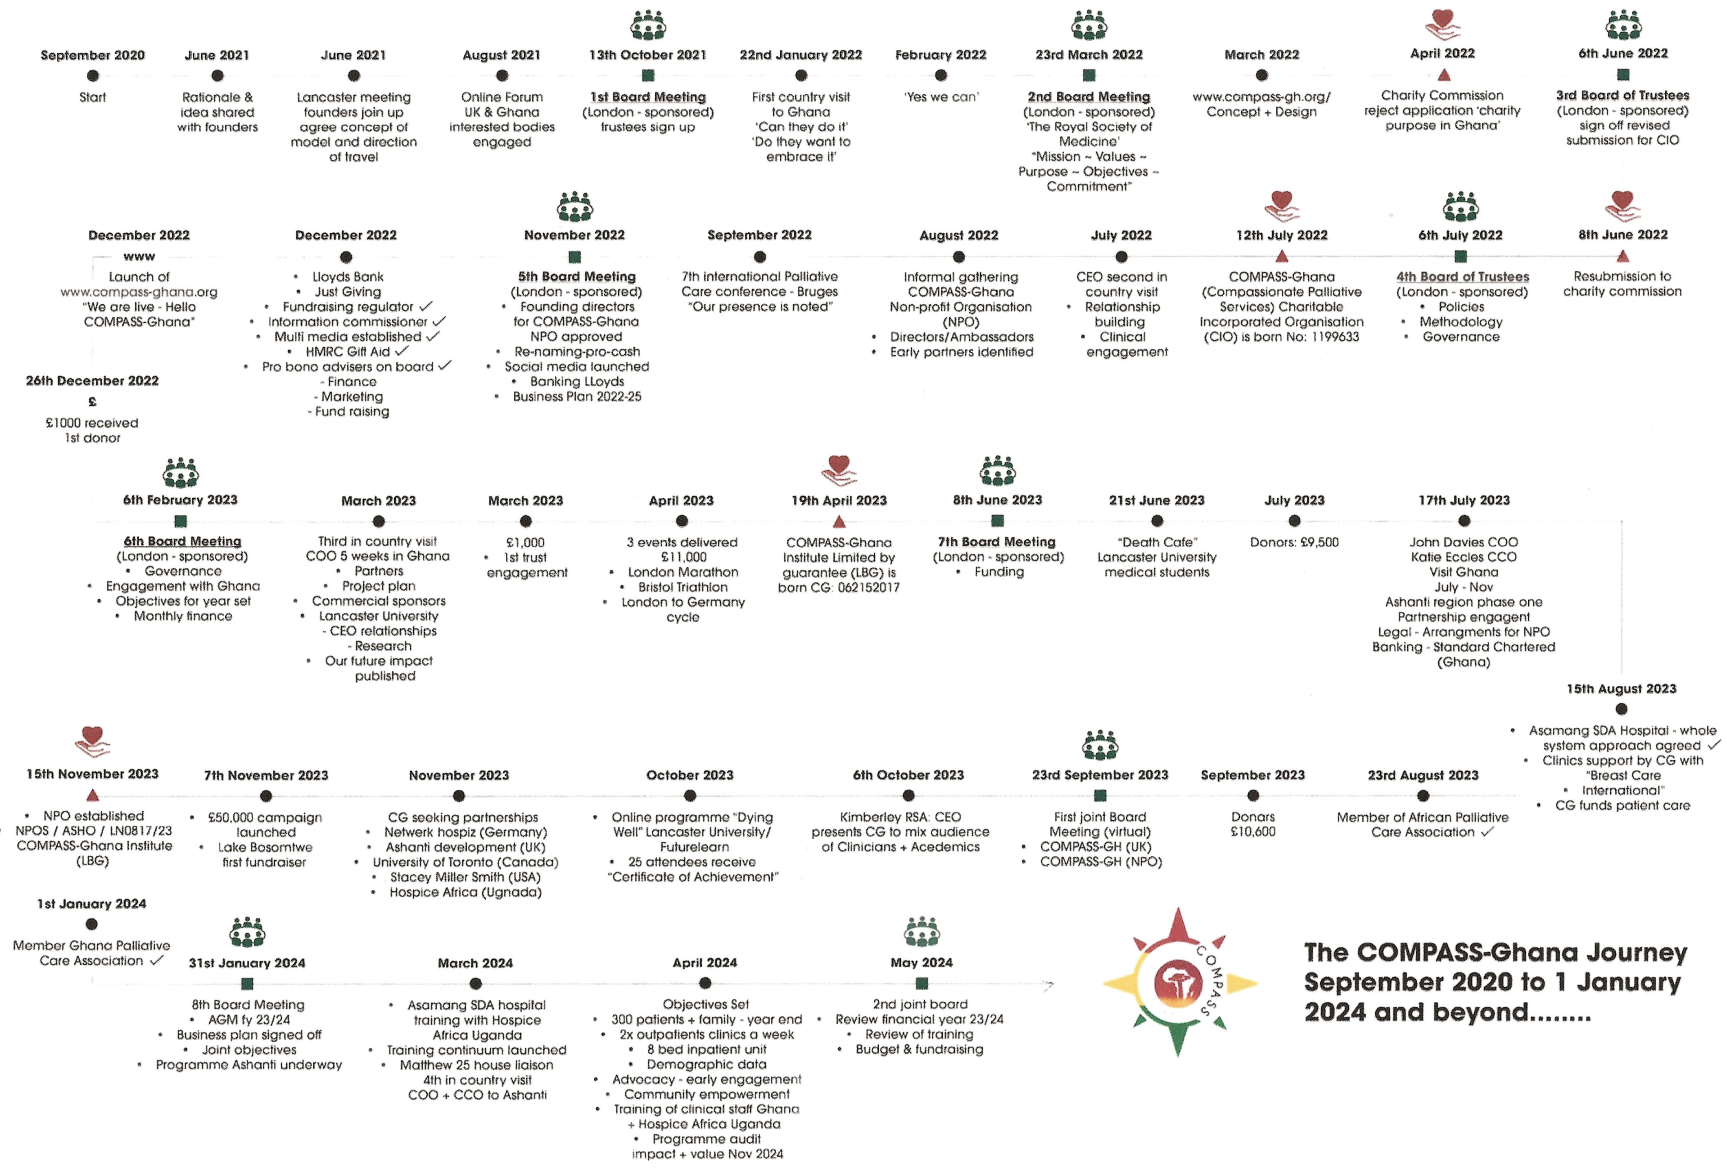 September 2020
Start
June 2021
Rationale &
idea shared
with founders
June 2021
Lancaster meeting
founders join up
agree concept of
model and direction
of travel
August 2021
Online Forum
UK & Ghana
interested bodies
engaged
13th October 2021
1st Board Meeting
(London - sponsored)
trustees sign up
22nd January 2022
First country visit
to Ghana
'Can they do it'
'Do they want to
embrace it'
February 2022
'Yes we can'
23rd March 2022
2nd Board Meeting
(London - sponsored)
'The Royal Society of
Medicine'
"Mission ~ Values ~
Purpose ~ Objectives ~
Commitment"
March 2022
www.compass-gh.org/
Concept + Design
April 2022
Charity Commission
reject application 'charity
purpose in Ghana'
6th June 2022
3rd Board of Trustees
(London - sponsored)
sign off revised
submission for CIO
8th June 2022
Resubmission to
charity commission
6th July 2022
4th Board of Trustees
(London - sponsored)
• Policies
• Methodology
• Governance
12th July 2022
COMPASS-Ghana
(Compassionate Palliative
Services) Charitable
Incorporated Organisation
(CIO) is born No: 1199633
July 2022
CEO second in
country visit
• Relationship
building
• Clinical
engagement
August 2022
Informal gathering
COMPASS-Ghana
Non-profit Organisation
(NPO)
• Directors/Ambassadors
• Early partners identified
September 2022
7th international Palliative
Care conference - Bruges
"Our presence is noted"
November 2022
5th Board Meeting
(London - sponsored)
• Founding directors
for COMPASS-Ghana
NPO approved
• Re-naming-pro-cash
• Social media launched
• Banking LLoyds
• Business Plan 2022-25
December 2022
• Lloyds Bank
• Just Giving
• Fundraising regulator ✓
• Information commissioner ✓
• Multi media established ✓
• HMRC Gift Aid ✓
• Pro bono advisers on board ✓
- Finance
- Marketing
- Fund raising
December 2022
www
Launch of
www.compass-ghana.org
"We are live - Hello
COMPASS-Ghana"
26th December 2022
£
£1000 received
1st donor
6th February 2023
6th Board Meeting
(London - sponsored)
• Governance
• Engagement with Ghana
• Objectives for year set
• Monthly finance
March 2023
Third in country visit
COO 5 weeks in Ghana
• Partners
• Project plan
• Commercial sponsors
• Lancaster University
- CEO relationships
- Research
• Our future impact
published
March 2023
£1,000
• 1st trust
engagement
April 2023
3 events delivered
£11,000
• London Marathon
• Bristol Triathlon
• London to Germany
cycle
19th April 2023
COMPASS-Ghana
Institute Limited by
guarantee (LBG) is
born CG: 062152017
8th June 2023
7th Board Meeting
(London - sponsored)
• Funding
21st June 2023
"Death Cafe"
Lancaster University
medical students
July 2023
Donors: £9,500
17th July 2023
John Davies COO
Katie Eccles CCO
Visit Ghana
July - Nov
Ashanti region phase one
Partnership engagent
Legal - Arrangments for NPO
Banking - Standard Chartered
(Ghana)
15th August 2023
• Asamang SDA Hospital - whole
system approach agreed ✓
• Clinics support by CG with
"Breast Care
• International"
• CG funds patient care
23rd August 2023
Member of African Palliative
Care Association ✓
September 2023
Donors
£10,600
23rd September 2023
First joint Board
Meeting (virtual)
• COMPASS-GH (UK)
• COMPASS-GH (NPO)
6th October 2023
Kimberley RSA: CEO
presents CG to mix audience
of Clinicians + Acedemics
October 2023
• Online programme "Dying
Well" Lancaster University/
Futurelearn
• 25 attendees receive
"Certificate of Achievement"
November 2023
CG seeking partnerships
• Netwerk hospiz (Germany)
• Ashanti development (UK)
• University of Toronto (Canada)
• Stacey Miller Smith (USA)
• Hospice Africa (Ugnada)
7th November 2023
• £50,000 campaign
launched
• Lake Bosomtwe
first fundraiser
15th November 2023
• NPO established
• NPOS / ASHO / LN0817/23
COMPASS-Ghana Institute
(LBG)
1st January 2024
Member Ghana Palliative
Care Association ✓
31st January 2024
8th Board Meeting
• AGM fy 23/24
• Business plan signed off
• Joint objectives
• Programme Ashanti underway
March 2024
• Asamang SDA hospital
training with Hospice
Africa Uganda
• Training continuum launched
• Matthew 25 house liaison
4th in country visit
COO + CCO to Ashanti
April 2024
Objectives Set
• 300 patients + family - year end
• 2x outpatients clinics a week
• 8 bed inpatient unit
• Demographic data
• Advocacy - early engagement
• Community empowerment
• Training of clinical staff Ghana
+ Hospice Africa Uganda
• Programme audit
impact + value Nov 2024
May 2024
2nd joint board
• Review financial year 23/24
• Review of training
• Budget & fundraising
COMPASS
The COMPASS-Ghana Journey
September 2020 to 1 January
2024 and beyond........